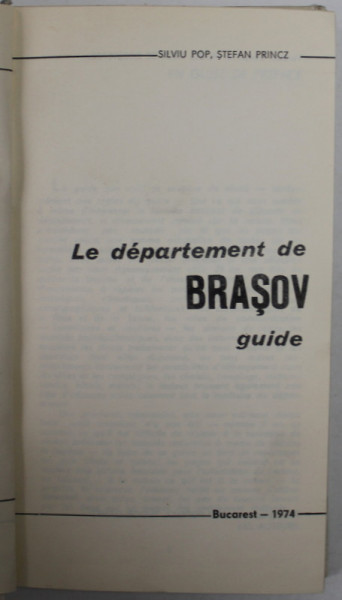 SILVIU POP, ŞTEFAN PRINCZ
Le département de
BRAŞOV
guide
Bucarest — 1974